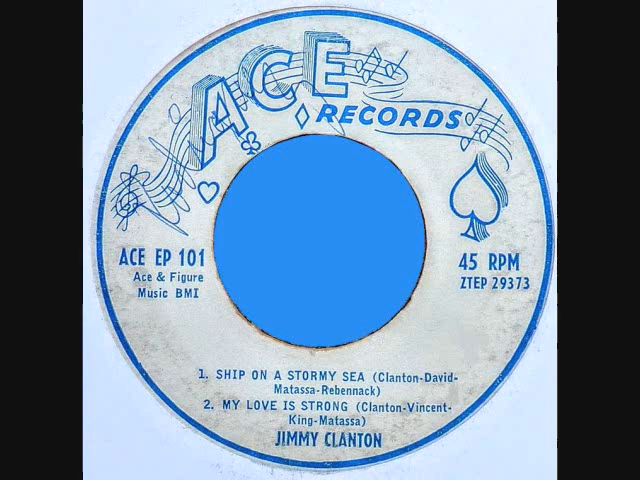 ACE
RECORDS
ACE EP 101
Ace & Figure
Music BMI
45 RPM
ZTEP 29373
1. SHIP ON A STORMY SEA (Clanton-David-
Matassa-Rebennack)
2. MY LOVE IS STRONG (Clanton-Vincent-
King-Matassa)
JIMMY CLANTON